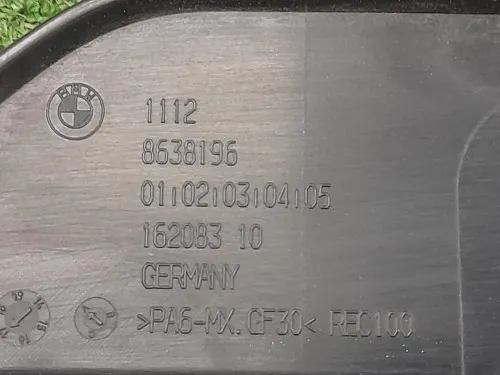 BMW
1112
8638196
01|02|03|04|05
162083 10
GERMANY
>PA6-MX.GF30< REC100